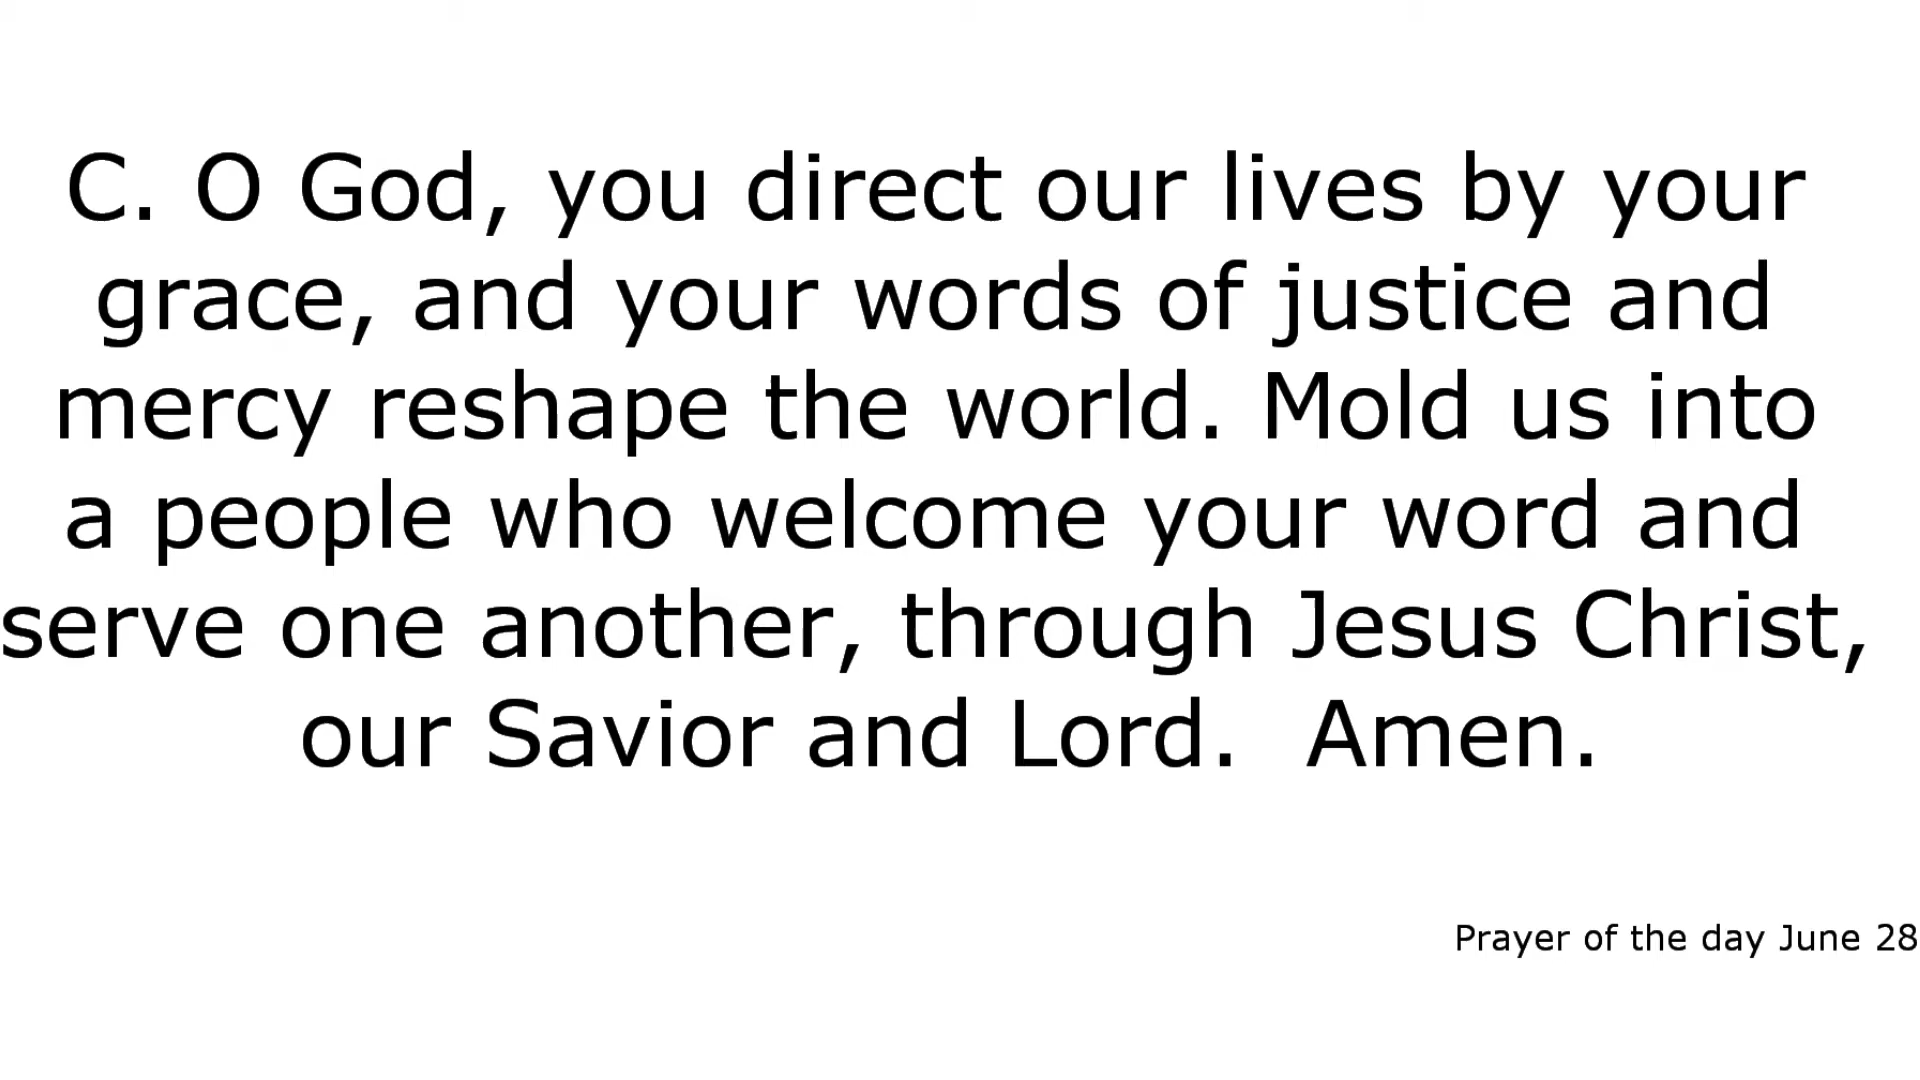 C. O God, you direct our lives by your
grace, and your words of justice and
mercy reshape the world. Mold us into
a people who welcome your word and
serve one another, through Jesus Christ,
our Savior and Lord.  Amen.
Prayer of the day June 28